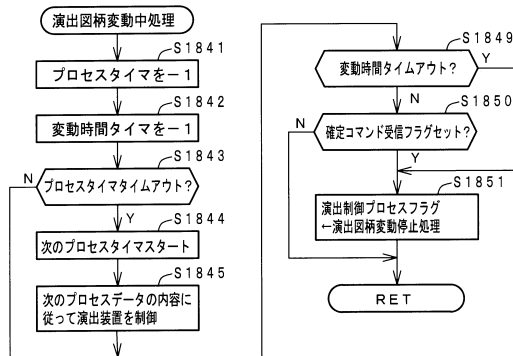 演出図柄変動中処理
S1841
プロセスタイマを－1
S1842
変動時間タイマを－1
S1843
N
プロセスタイマタイムアウト?
Y
S1844
次のプロセスタイマスタート
S1845
次のプロセスデータの内容に
従って演出装置を制御
S1849
変動時間タイムアウト?
Y
N
S1850
N
確定コマンド受信フラグセット?
Y
S1851
演出制御プロセスフラグ
←演出図柄変動停止処理
RET